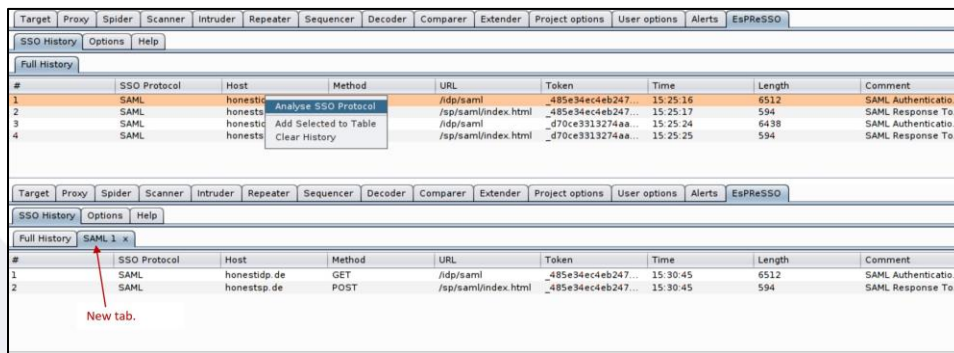 Target Proxy Spider Scanner Intruder Repeater Sequencer Decoder Comparer Extender Project options User options Alerts EsPReSSO
SSO History Options Help
Full History
# SSO Protocol Host Method URL Token Time Length Comment
1 SAML honestid /idp/saml _485e34ec4eb247... 15:25:16 6512 SAML Authenticatio
2 SAML honests /sp/saml/index.html _485e34ec4eb247... 15:25:17 594 SAML Response To
3 SAML honestic /idp/saml _d70ce3313274aa... 15:25:24 6438 SAML Authenticatio
4 SAML honests /sp/saml/index.html _d70ce3313274aa... 15:25:25 594 SAML Response To
Analyse SSO Protocol
Add Selected to Table
Clear History
Target Proxy Spider Scanner Intruder Repeater Sequencer Decoder Comparer Extender Project options User options Alerts EsPReSSO
SSO History Options Help
Full History SAML 1 x
# SSO Protocol Host Method URL Token Time Length Comment
1 SAML honestidp.de GET /idp/saml _485e34ec4eb247... 15:30:45 6512 SAML Authenticatio
2 SAML honestsp.de POST /sp/saml/index.html _485e34ec4eb247... 15:30:45 594 SAML Response To
New tab.